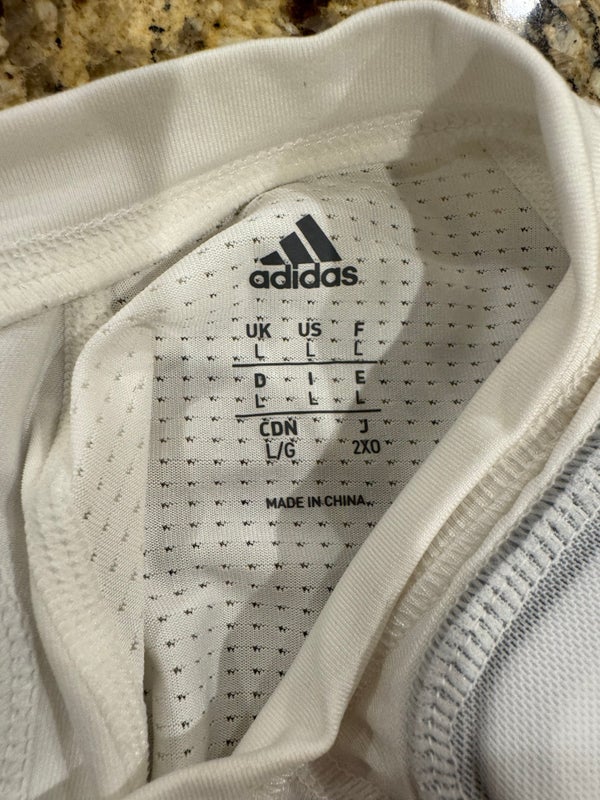 adidas
UK US F
L L L
D I E
L L L
CDN J
L/G 2XO
MADE IN CHINA